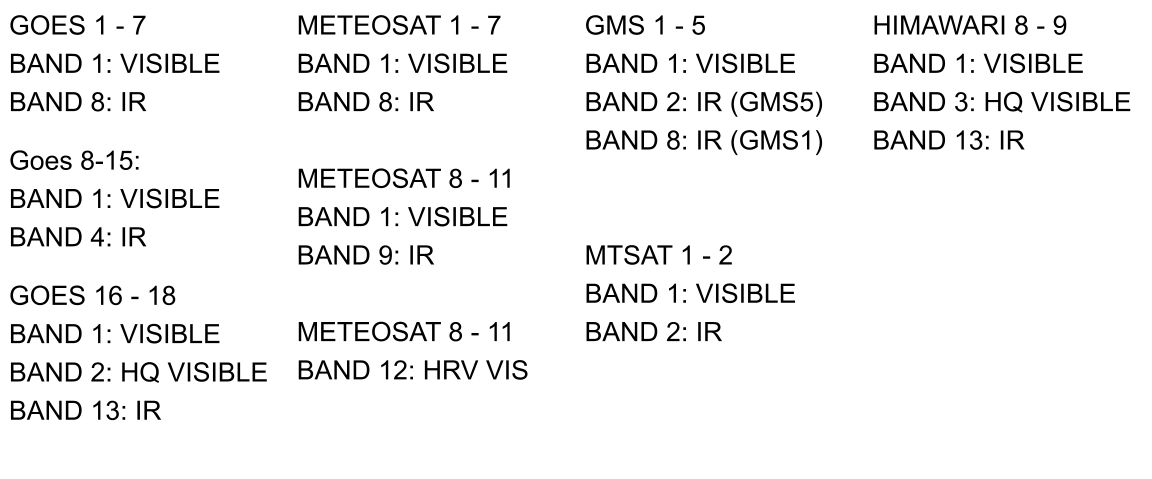 GOES 1 - 7
BAND 1: VISIBLE
BAND 8: IR
Goes 8-15:
BAND 1: VISIBLE
BAND 4: IR
GOES 16 - 18
BAND 1: VISIBLE
BAND 2: HQ VISIBLE
BAND 13: IR
METEOSAT 1 - 7
BAND 1: VISIBLE
BAND 8: IR
METEOSAT 8 - 11
BAND 1: VISIBLE
BAND 9: IR
METEOSAT 8 - 11
BAND 12: HRV VIS
GMS 1 - 5
BAND 1: VISIBLE
BAND 2: IR (GMS5)
BAND 8: IR (GMS1)
MTSAT 1 - 2
BAND 1: VISIBLE
BAND 2: IR
HIMAWARI 8 - 9
BAND 1: VISIBLE
BAND 3: HQ VISIBLE
BAND 13: IR